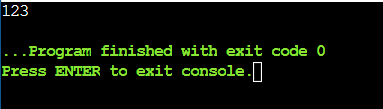 123
...Program finished with exit code 0
Press ENTER to exit console.